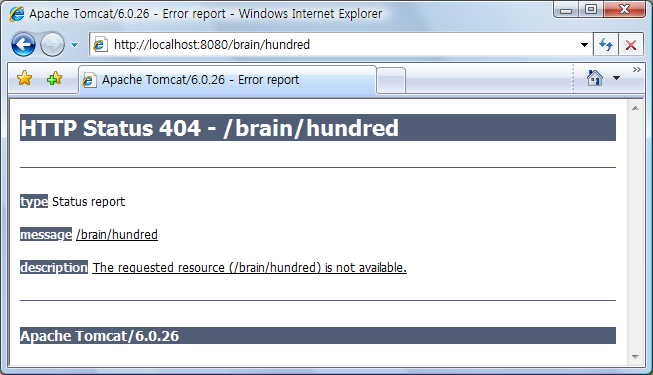 Apache Tomcat/6.0.26 - Error report - Windows Internet Explorer
http://localhost:8080/brain/hundred
Apache Tomcat/6.0.26 - Error report
HTTP Status 404 - /brain/hundred
type Status report
message /brain/hundred
description The requested resource (/brain/hundred) is not available.
Apache Tomcat/6.0.26